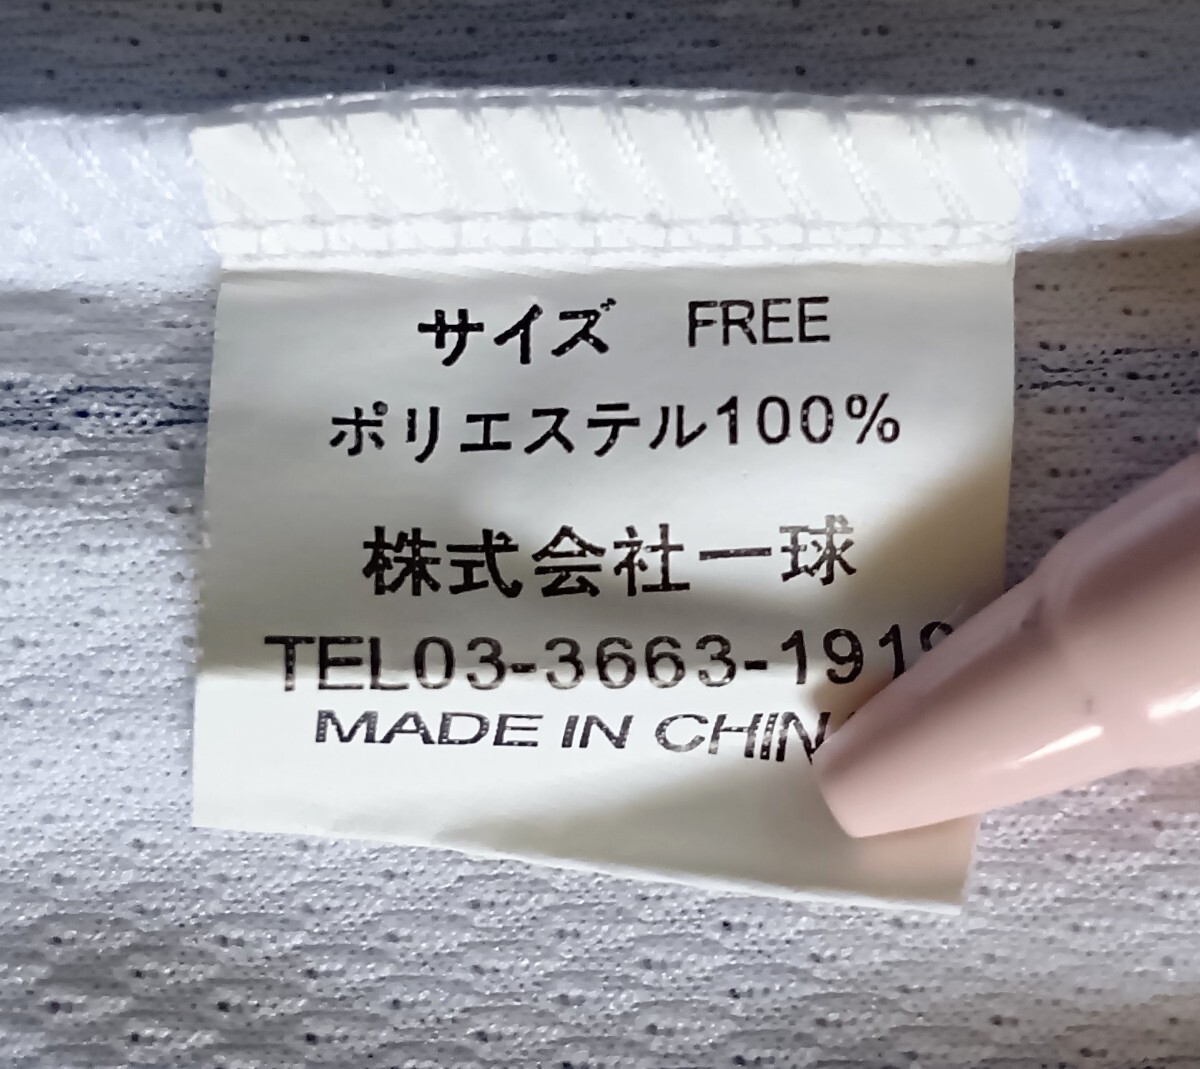 サイズ FREE
ポリエステル100%
株式会社一球
TEL03-3663-191
MADE IN